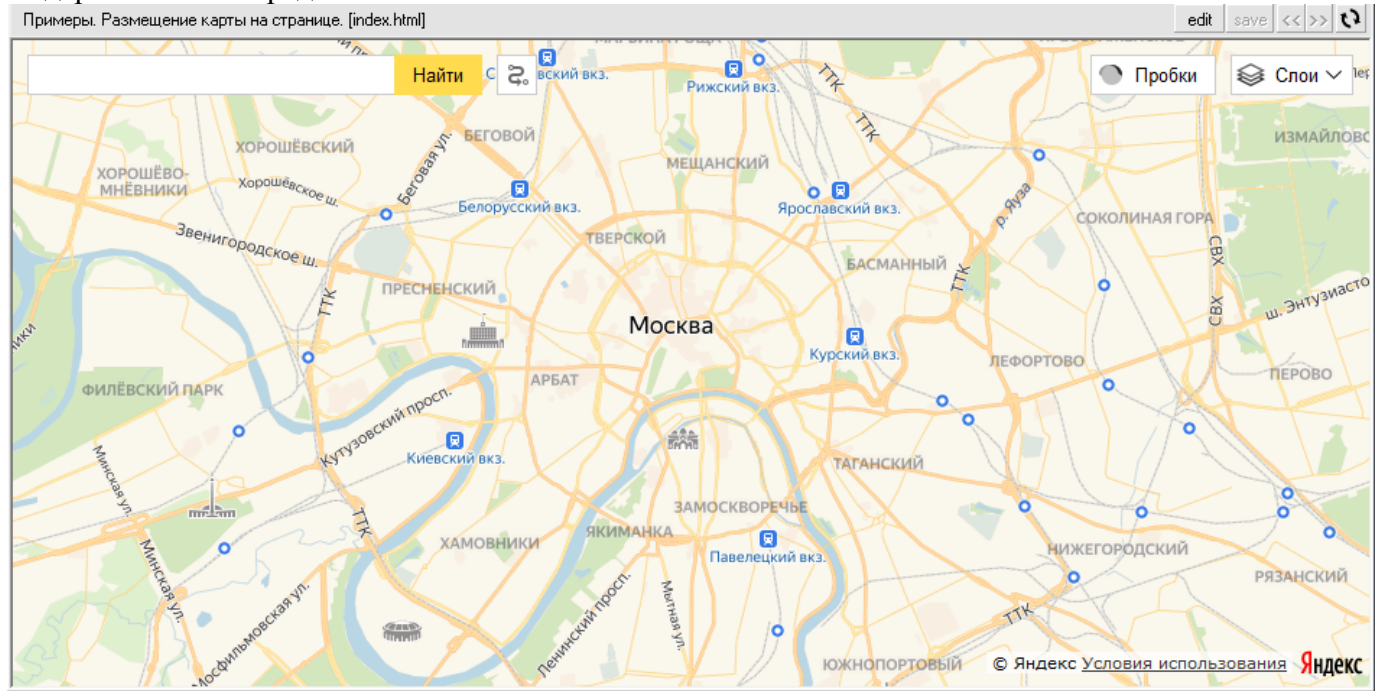 Примеры. Размещение карты на странице. [index.html]
edit save << >>
Найти
Пробки
Слои
вский вкз.
Рижский вкз.
ТТК
ТТК
БЕГОВОЙ
Беговая ул.
ХОРОШЁВСКИЙ
МЕЩАНСКИЙ
ИЗМАЙЛОВС
ХОРОШЁВО-
МНЁВНИКИ
Хорошёвское ш.
Белорусский вкз.
Ярославский вкз.
р. Яуза
СОКОЛИНАЯ ГОРА
Звенигородское ш.
ТВЕРСКОЙ
БАСМАННЫЙ
СВХ
ТТК
ПРЕСНЕНСКИЙ
ТТК
ш. Энтузиасто
СВХ
Москва
Курский вкз.
ЛЕФОРТОВО
ПЕРОВО
ФИЛЁВСКИЙ ПАРК
АРБАТ
Кутузовский просп.
Киевский вкз.
Минская ул.
ТАГАНСКИЙ
ЗАМОСКВОРЕЧЬЕ
ТТК
ЯКИМАНКА
ХАМОВНИКИ
Павелецкий вкз.
НИЖЕГОРОДСКИЙ
Минская ул.
РЯЗАНСКИЙ
Мосфильмовская ул.
Ленинский просп.
Мытная ул.
ТТК
ЮЖНОПОРТОВЫЙ
© Яндекс Условия использования Яндекс